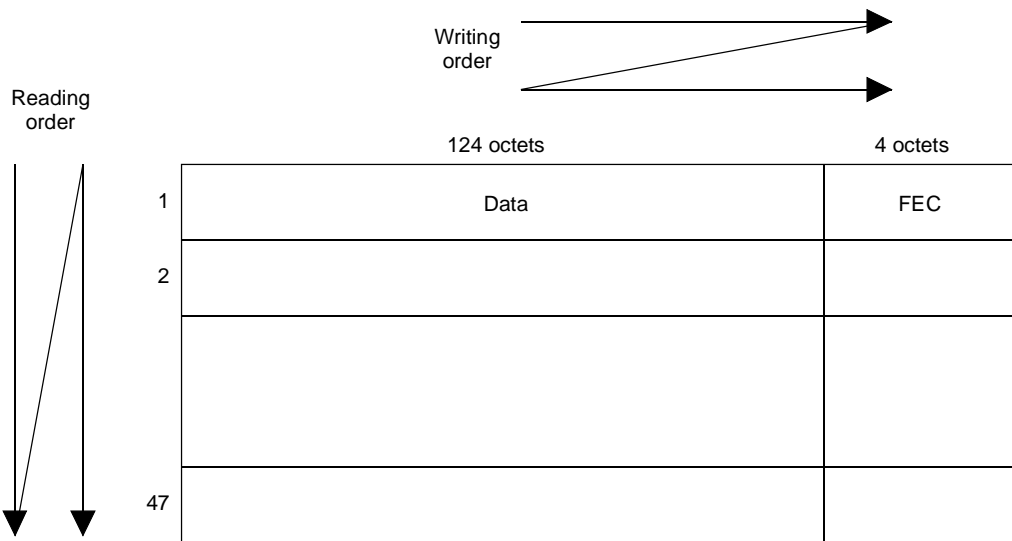 Writing
order
Reading
order
124 octets
4 octets
1
Data
FEC
2
47